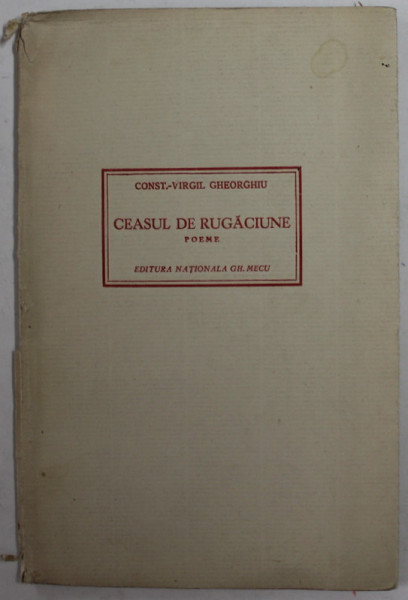 CONST.-VIRGIL GHEORGHIU
CEASUL DE RUGĂCIUNE
POEME
EDITURA NAȚIONALA GH. MECU